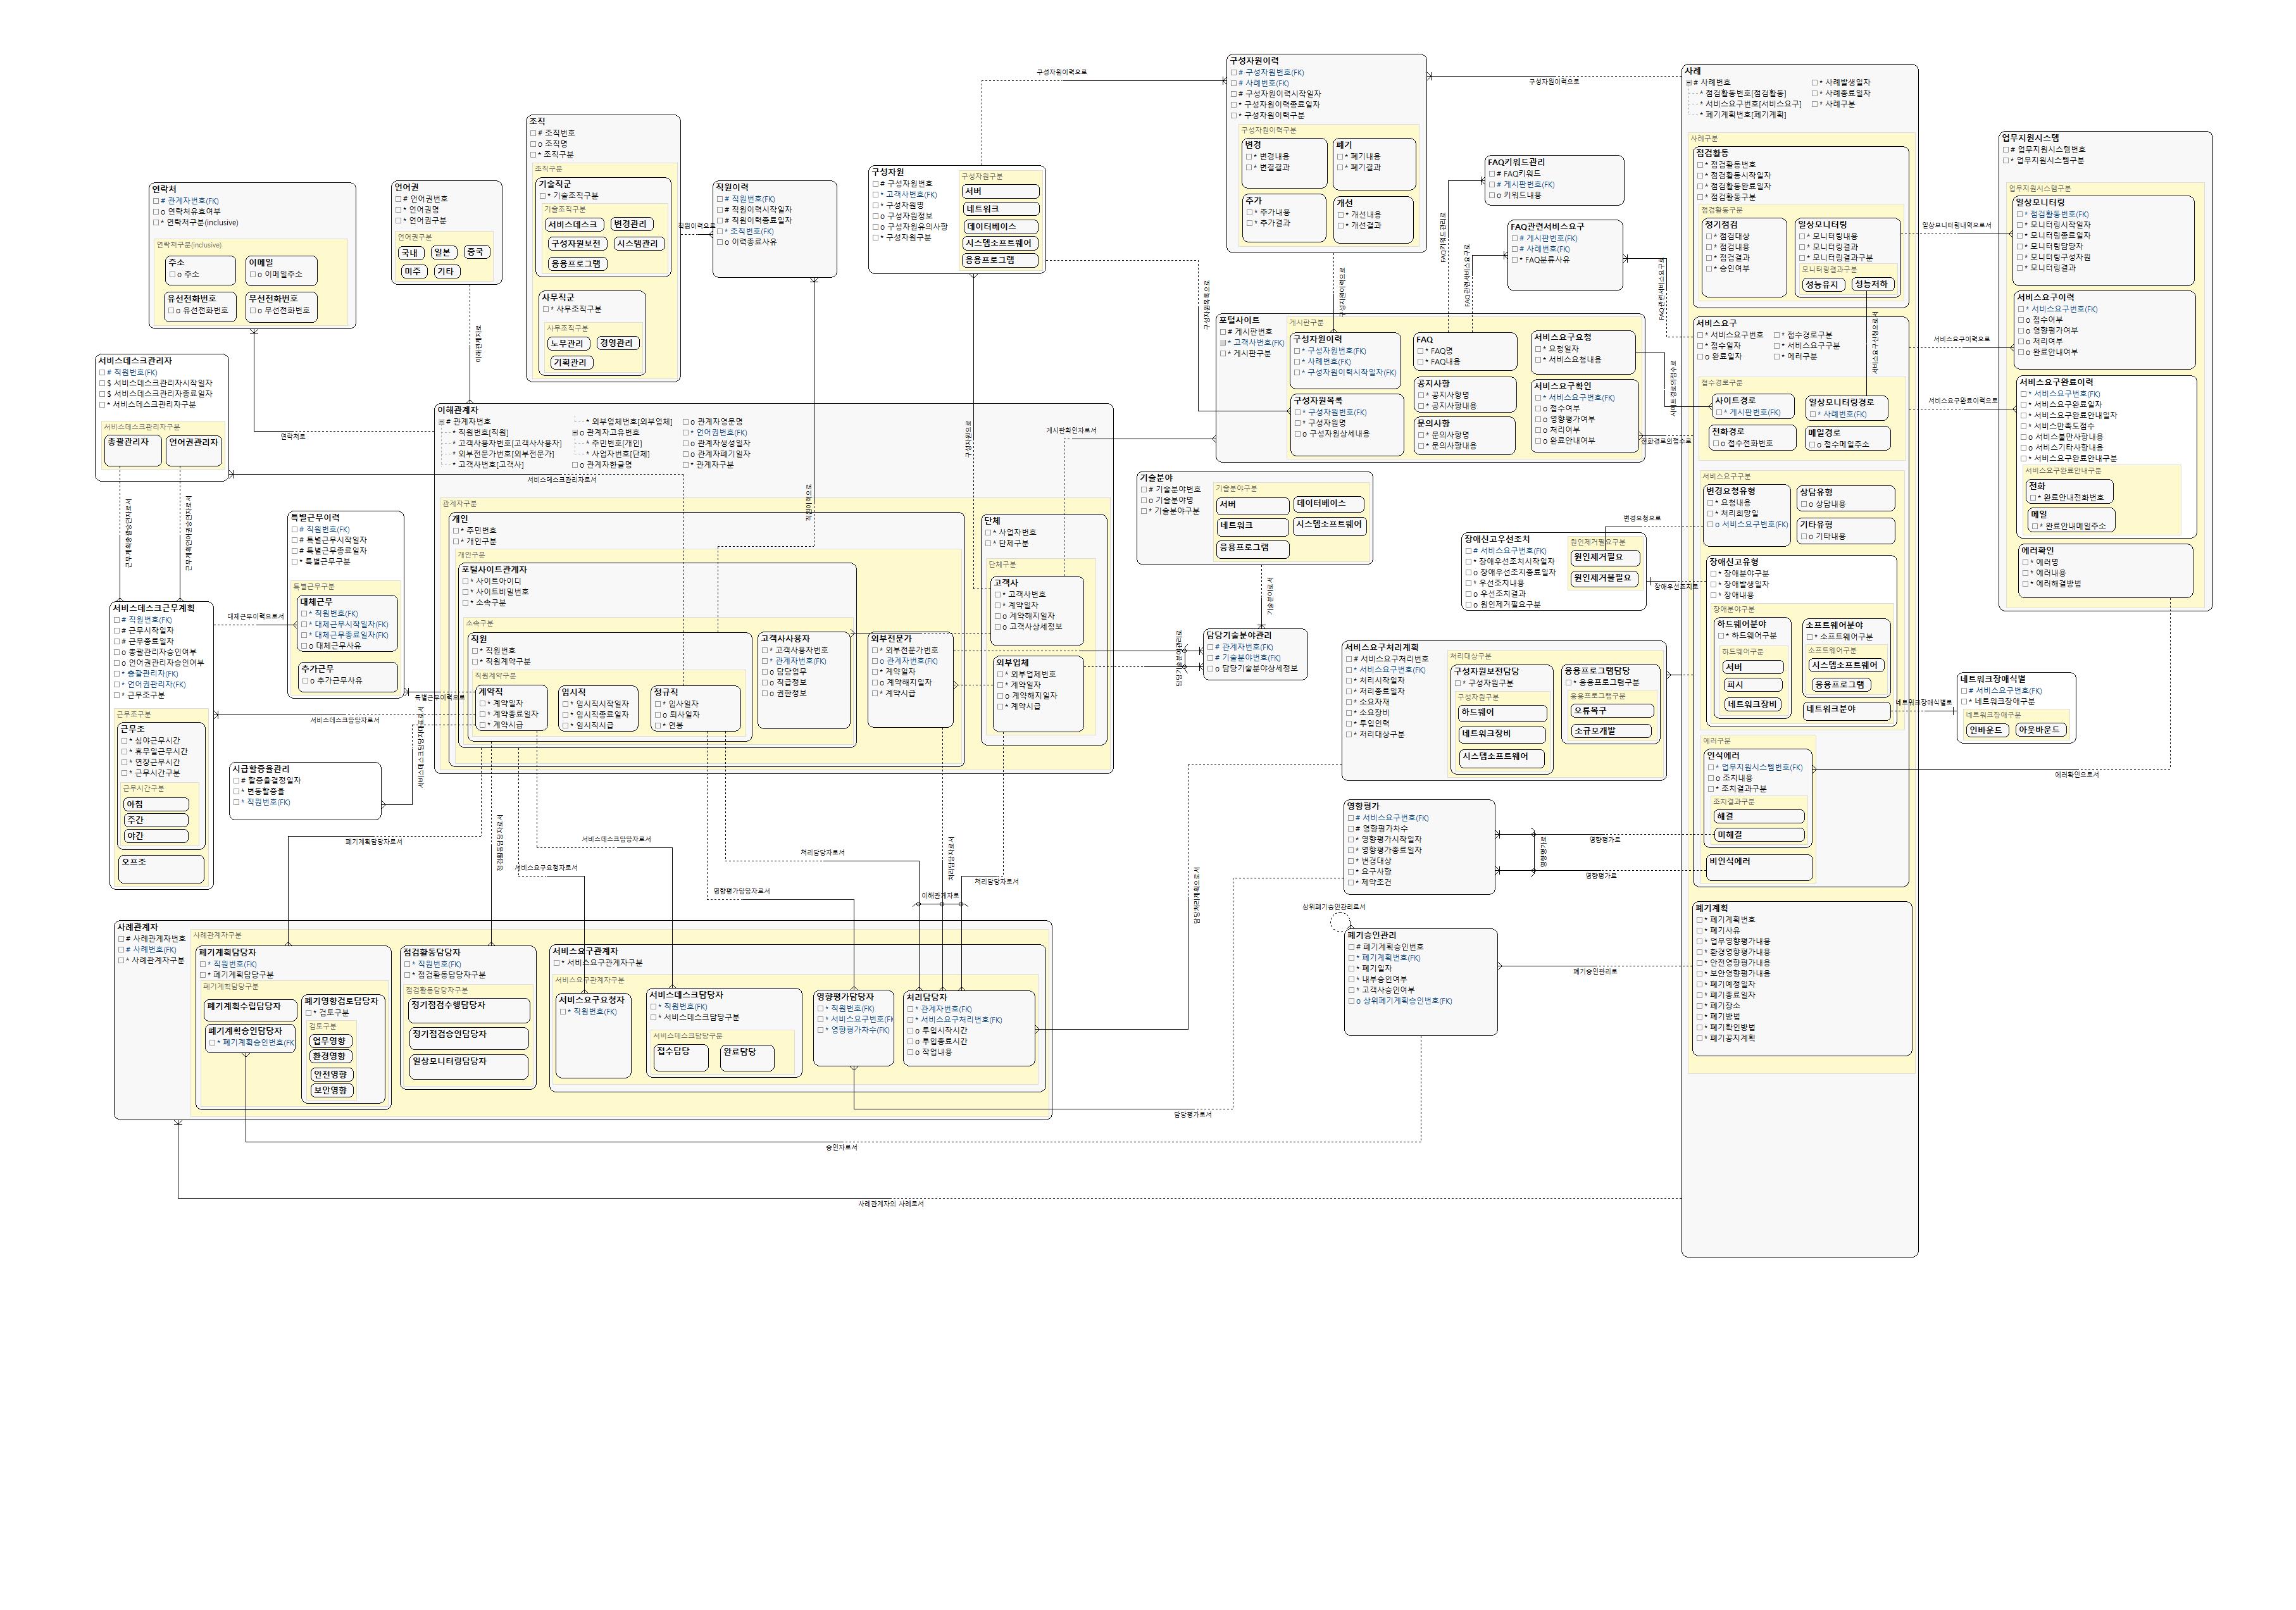 구성자원이력
# 구성자원번호(FK)
# 사례번호(FK)
# 구성자원이력시작일자
* 구성자원이력종료일자
* 구성자원이력구분
구성자원이력구분
변경
* 변경내용
* 변경결과
폐기
* 폐기내용
* 폐기결과
추가
* 추가내용
* 추가결과
개선
* 개선내용
* 개선결과
구성자원이력으로
구성자원이력으로
조직
# 조직번호
o 조직명
* 조직구분
조직구분
기술직군
* 기술조직구분
기술조직구분
서비스데스크
변경관리
구성자원보전
시스템관리
응용프로그램
사무직군
* 사무조직구분
사무조직구분
노무관리
경영관리
기획관리
연락처
# 관계자번호(FK)
o 연락처유효여부
* 연락처구분(inclusive)
연락처구분(inclusive)
주소
o 주소
이메일
o 이메일주소
유선전화번호
o 유선전화번호
무선전화번호
o 무선전화번호
언어권
# 언어권번호
* 언어권명
* 언어권구분
언어권구분
국내
일본
중국
미주
기타
직원이력
# 직원번호(FK)
# 직원이력시작일자
# 직원이력종료일자
* 조직번호(FK)
o 이력종료사유
직원이력으로
구성자원
# 구성자원번호
* 고객사번호(FK)
* 구성자원명
o 구성자원정보
o 구성자원유의사항
* 구성자원구분
구성자원구분
서버
네트워크
데이터베이스
시스템소프트웨어
응용프로그램
FAQ키워드관리
# FAQ키워드
# 게시판번호(FK)
o 키워드내용
FAQ관련서비스요구
# 게시판번호(FK)
# 사례번호(FK)
* FAQ분류사유
FAQ키워드관리로
FAQ관련서비스요구로
FAQ관련서비스요구로
구성자원이력으로
구성자원목록으로
포털사이트
# 게시판번호
* 고객사번호(FK)
* 게시판구분
게시판구분
구성자원이력
* 구성자원번호(FK)
* 사례번호(FK)
* 구성자원이력시작일자(FK)
구성자원목록
* 구성자원번호(FK)
* 구성자원명
o 구성자원상세내용
FAQ
* FAQ명
* FAQ내용
공지사항
* 공지사항명
* 공지사항내용
문의사항
* 문의사항명
* 문의사항내용
서비스요구요청
* 요청일자
* 서비스요청내용
서비스요구확인
* 서비스요구번호(FK)
o 접수여부
o 영향평가여부
o 처리여부
o 완료안내여부
사이트경로의접수로
전화경로의접수로
게시판확인자로서
사례
# 사례번호
* 점검활동번호[점검활동]
* 서비스요구번호[서비스요구]
* 폐기계획번호[폐기계획]
* 사례발생일자
* 사례종료일자
* 사례구분
사례구분
점검활동
* 점검활동번호
* 점검활동시작일자
* 점검활동완료일자
* 점검활동구분
점검활동구분
정기점검
* 점검대상
* 점검내용
* 점검결과
* 승인여부
일상모니터링
* 모니터링내용
* 모니터링결과
* 모니터링결과구분
모니터링결과구분
성능유지
성능저하
서비스요구
* 서비스요구번호
* 접수일자
o 완료일자
* 접수경로구분
* 서비스요구구분
* 에러구분
접수경로구분
사이트경로
* 게시판번호(FK)
일상모니터링경로
* 사례번호(FK)
전화경로
o 접수전화번호
메일경로
o 접수메일주소
서비스요구구분
변경요청유형
* 요청내용
* 처리희망일
o 서비스요구번호(FK)
상담유형
o 상담내용
기타유형
o 기타내용
장애신고유형
* 장애분야구분
* 장애발생일자
* 장애내용
장애분야구분
하드웨어분야
* 하드웨어구분
하드웨어구분
서버
피시
네트워크장비
소프트웨어분야
* 소프트웨어구분
소프트웨어구분
시스템소프트웨어
응용프로그램
네트워크분야
에러구분
인식에러
* 업무지원시스템번호(FK)
o 조치내용
* 조치결과구분
조치결과구분
해결
미해결
비인식에러
폐기계획
* 폐기계획번호
* 폐기사유
* 업무영향평가내용
* 환경영향평가내용
* 안전영향평가내용
* 보안영향평가내용
* 폐기예정일자
* 폐기종료일자
* 폐기장소
* 폐기방법
* 폐기확인방법
* 폐기공지계획
업무지원시스템
# 업무지원시스템번호
* 업무지원시스템구분
업무지원시스템구분
일상모니터링
* 점검활동번호(FK)
* 모니터링시작일자
* 모니터링종료일자
* 모니터링담당자
* 모니터링구성자원
* 모니터링결과
서비스요구이력
* 서비스요구번호(FK)
o 접수여부
o 영향평가여부
o 처리여부
o 완료안내여부
서비스요구완료이력
* 서비스요구번호(FK)
* 서비스요구완료일자
* 서비스요구완료안내일자
* 서비스만족도점수
o 서비스불만사항내용
o 서비스기타사항내용
* 서비스요구완료안내구분
서비스요구완료안내구분
전화
* 완료안내전화번호
메일
* 완료안내메일주소
에러확인
* 에러명
* 에러내용
* 에러해결방법
일상모니터링내역으로서
서비스요구이력으로
서비스요구완료이력으로
에러확인으로서
네트워크장애식별
# 서비스요구번호(FK)
* 네트워크장애구분
네트워크장애구분
인바운드
아웃바운드
네트워크장애식별로
서비스데스크관리자
# 직원번호(FK)
$ 서비스데스크관리자시작일자
$ 서비스데스크관리자종료일자
* 서비스데스크관리자구분
서비스데스크관리자구분
총괄관리자
언어권관리자
연락처로
이해관계자로
서비스데스크관리자로서
근무계획총괄승인자로서
근무계획언어권승인자로서
이해관계자
# 관계자번호
* 직원번호[직원]
* 고객사용자번호[고객사사용자]
* 외부전문가번호[외부전문가]
* 고객사번호[고객사]
* 외부업체번호[외부업체]
o 관계자고유번호
* 주민번호[개인]
* 사업자번호[단체]
o 관계자한글명
o 관계자영문명
* 언어권번호(FK)
o 관계자생성일자
o 관계자폐기일자
* 관계자구분
관계자구분
개인
* 주민번호
* 개인구분
개인구분
포털사이트관계자
* 사이트아이디
* 사이트비밀번호
* 소속구분
소속구분
직원
* 직원번호
* 직원계약구분
직원계약구분
계약직
* 계약일자
* 계약종료일자
* 계약시급
임시직
* 임시직시작일자
* 임시직종료일자
* 임시직시급
정규직
* 입사일자
o 퇴사일자
* 연봉
고객사사용자
* 고객사용자번호
* 관계자번호(FK)
o 담당업무
o 직급정보
o 권한정보
외부전문가
* 외부전문가번호
o 관계자번호(FK)
* 계약일자
o 계약해지일자
* 계약시급
단체
* 사업자번호
* 단체구분
단체구분
고객사
* 고객사번호
* 계약일자
o 계약해지일자
o 고객사상세정보
외부업체
* 외부업체번호
* 계약일자
o 계약해지일자
* 계약시급
직원이력으로
구성자원으로
기술분야
# 기술분야번호
o 기술분야명
* 기술분야구분
기술분야구분
서버
데이터베이스
네트워크
시스템소프트웨어
응용프로그램
기술분야로서
담당기술분야관리
# 관계자번호(FK)
# 기술분야번호(FK)
o 담당기술분야상세정보
장애신고우선조치
# 서비스요구번호(FK)
* 장애우선조치시작일자
o 장애우선조치종료일자
* 우선조치내용
o 우선조치결과
o 원인제거필요구분
원인제거필요구분
원인제거필요
원인제거불필요
변경요청으로
장애우선조치로
특별근무이력
# 직원번호(FK)
# 특별근무시작일자
# 특별근무종료일자
* 특별근무구분
특별근무구분
대체근무
* 직원번호(FK)
* 대체근무시작일자(FK)
* 대체근무종료일자(FK)
o 대체근무사유
추가근무
o 추가근무사유
대체근무이력으로서
특별근무이력으로
서비스데스크담당자로서
서비스데스크담당자로서
서비스데스크근무계획
# 직원번호(FK)
# 근무시작일자
# 근무종료일자
o 총괄관리자승인여부
o 언어권관리자승인여부
* 총괄관리자(FK)
* 언어권관리자(FK)
* 근무조구분
근무조구분
근무조
* 심야근무시간
* 휴무일근무시간
* 연장근무시간
* 근무시간구분
근무시간구분
아침
주간
야간
오프조
시급할증율관리
# 할증율결정일자
* 변동할증율
* 직원번호(FK)
서비스요구처리계획
# 서비스요구처리번호
* 서비스요구번호(FK)
* 처리시작일자
* 처리종료일자
* 소요자재
* 소요장비
* 투입인력
* 처리대상구분
처리대상구분
구성자원보전담당
* 구성자원구분
구성자원구분
하드웨어
네트워크장비
시스템소프트웨어
응용프로그램담당
* 응용프로그램구분
응용프로그램구분
오류복구
소규모개발
영향평가
# 서비스요구번호(FK)
# 영향평가차수
* 영향평가시작일자
* 영향평가종료일자
* 변경대상
* 요구사항
* 제약조건
영향평가로
영향평가로
영향평가로
상위폐기승인관리로서
폐기승인관리
# 폐기계획승인번호
* 폐기계획번호(FK)
* 폐기일자
* 내부승인여부
* 고객사승인여부
o 상위폐기계획승인번호(FK)
폐기승인관리로
폐기계획담당자로서
점검활동담당자로서
서비스요구요청자로서
서비스데스크담당자로서
처리담당자로서
영향평가담당자로서
처리담당자로서
처리담당자로서
이해관계자로
담당처리계획으로서
사례관계자
# 사례관계자번호
# 사례번호(FK)
* 사례관계자구분
사례관계자구분
폐기계획담당자
* 직원번호(FK)
* 폐기계획담당구분
폐기계획담당구분
폐기계획수립담당자
폐기계획승인담당자
* 폐기계획승인번호(FK
폐기영향검토담당자
* 검토구분
검토구분
업무영향
환경영향
안전영향
보안영향
점검활동담당자
* 직원번호(FK)
* 점검활동담당자구분
점검활동담당자구분
정기점검수행담당자
정기점검승인담당자
일상모니터링담당자
서비스요구관계자
* 서비스요구관계자구분
서비스요구관계자구분
서비스요구요청자
* 직원번호(FK)
서비스데스크담당자
* 직원번호(FK)
* 서비스데스크담당구분
서비스데스크담당구분
접수담당
완료담당
영향평가담당자
* 직원번호(FK)
* 서비스요구번호(FK
* 영향평가차수(FK)
처리담당자
* 관계자번호(FK)
* 서비스요구처리번호(FK)
o 투입시작시간
o 투입종료시간
o 작업내용
담당평가로서
승인자로서
사례관계자의 사례로서